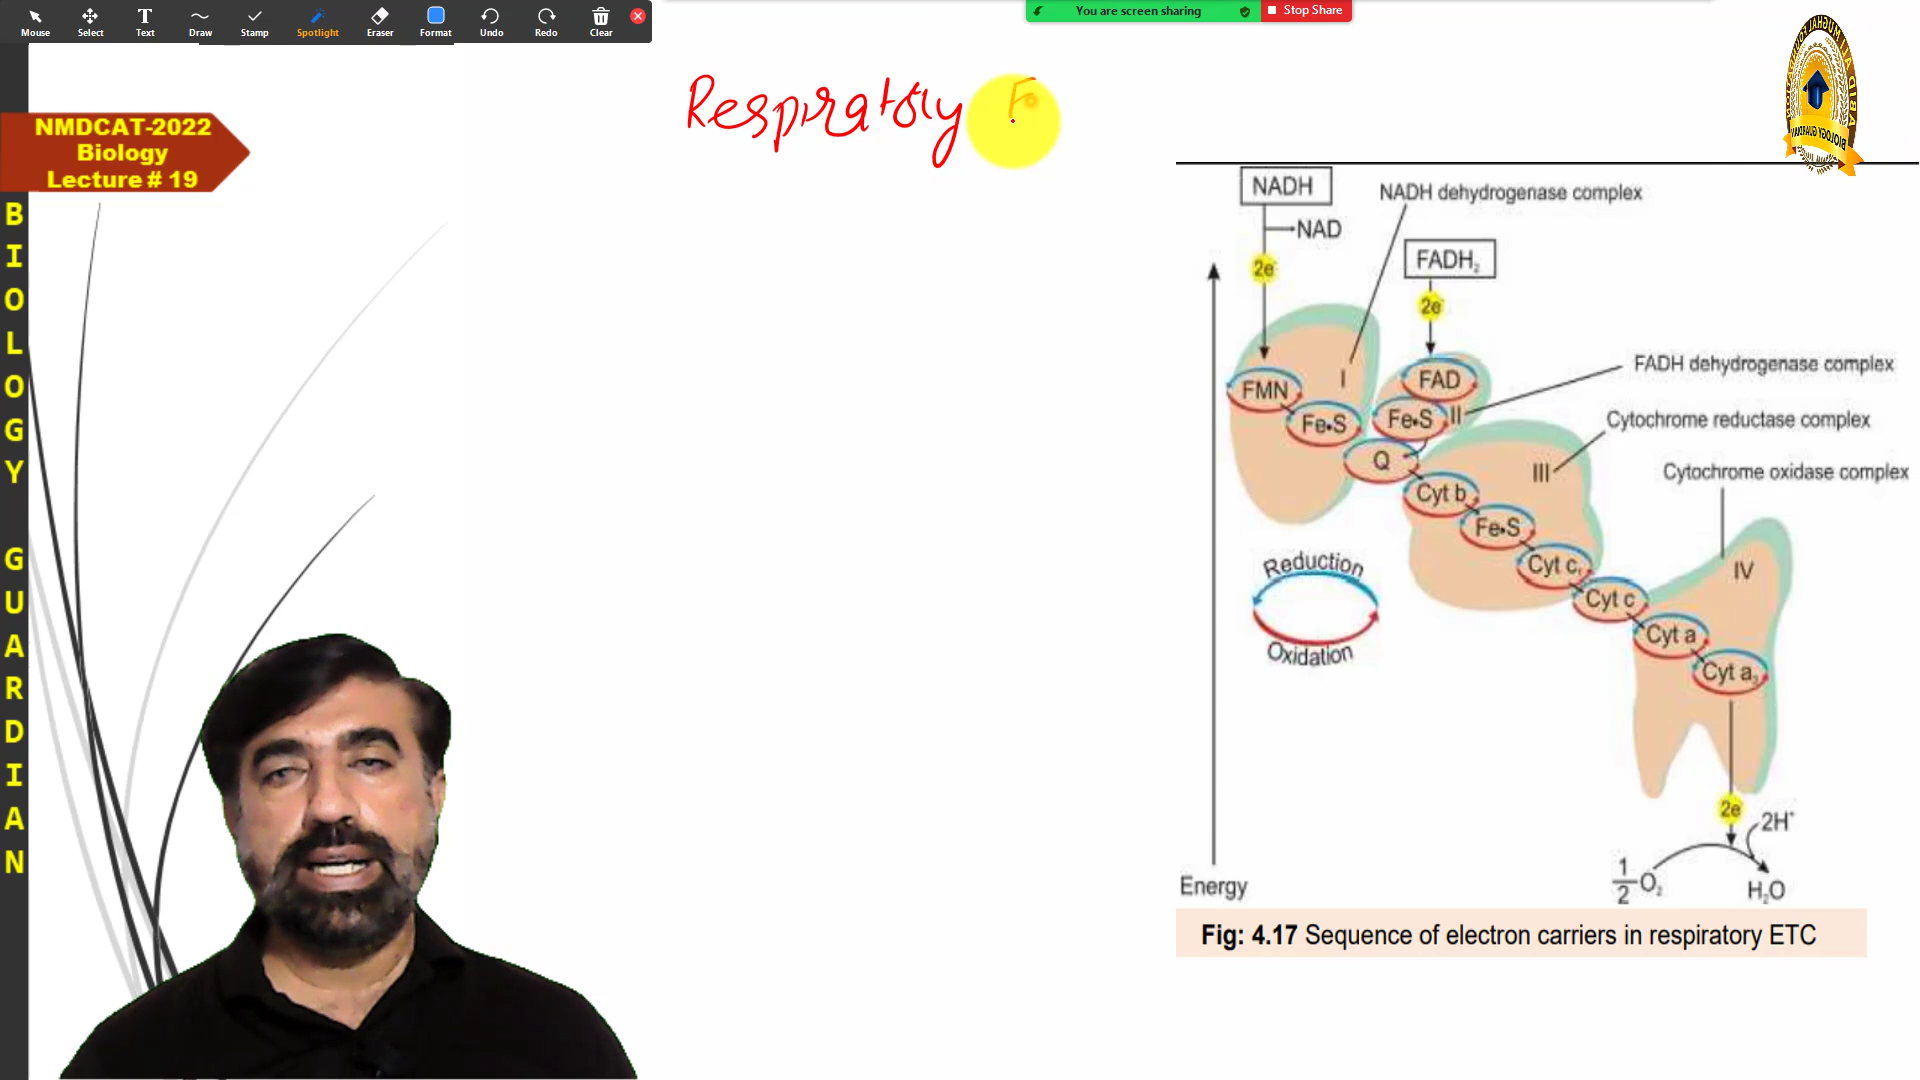 Mouse Select Text Draw Stamp Spotlight Eraser Format Undo Redo Clear
You are screen sharing Stop Share
NMDCAT-2022
Biology
Lecture # 19
BIOLOGY GUARDIAN
Respiratory E
NADH
NADH dehydrogenase complex
NAD
FADH₂
2e⁻
2e⁻
FADH dehydrogenase complex
FMN
I
FAD
Fe•S
Fe•S
II
Cytochrome reductase complex
Q
III
Cytochrome oxidase complex
Cyt b
Fe•S
Cyt c₁
IV
Reduction
Cyt c
Oxidation
Cyt a
Cyt a₃
2e⁻
2H⁺
1/2 O₂
H₂O
Energy
Fig: 4.17 Sequence of electron carriers in respiratory ETC